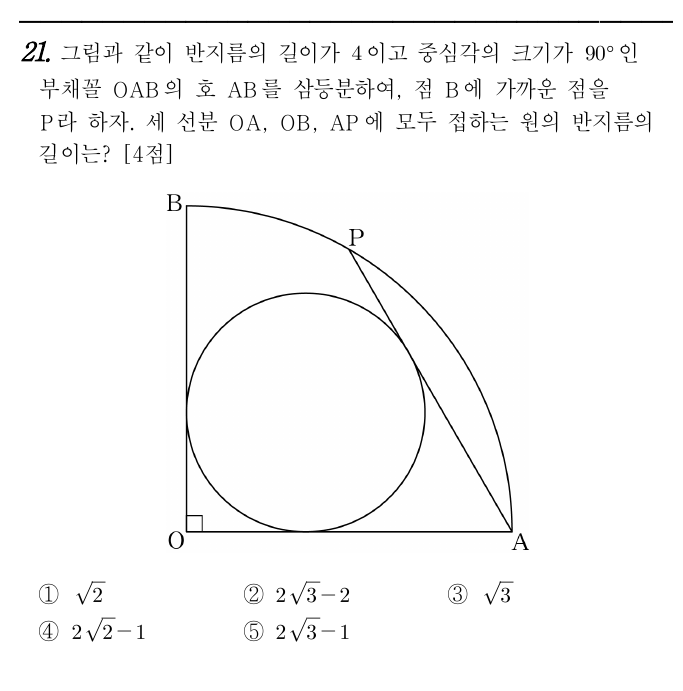 21. 그림과 같이 반지름의 길이가 4이고 중심각의 크기가 90°인
부채꼴 OAB의 호 AB를 삼등분하여, 점 B에 가까운 점을
P라 하자. 세 선분 OA, OB, AP에 모두 접하는 원의 반지름의
길이는? [4점]
B
P
O
A
① √2 ② 2√3−2 ③ √3
④ 2√2−1 ⑤ 2√3−1